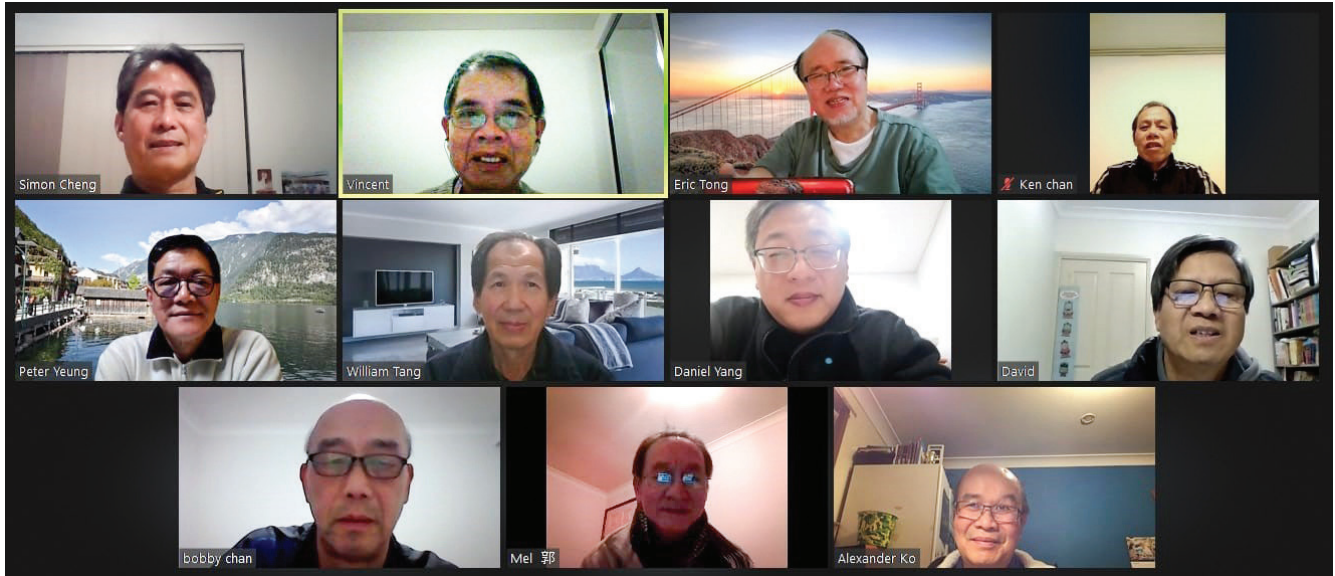 Simon Cheng
Vincent
Eric Tong
Ken chan
Peter Yeung
William Tang
Daniel Yang
David
bobby chan
Mel 郭
Alexander Ko